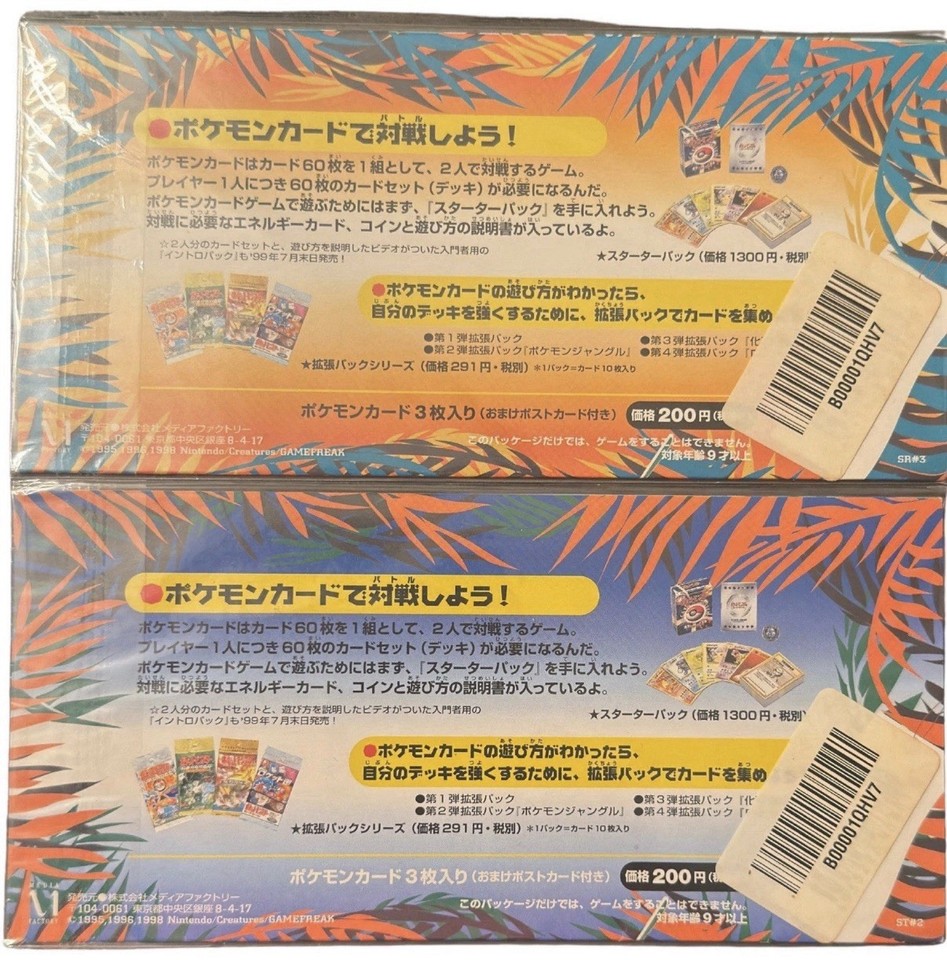 ●ポケモンカードで対戦しよう！
バトル
ポケモンカードはカード60枚を1組として、2人で対戦するゲーム。
プレイヤー1人につき60枚のカードセット（デッキ）が必要になるんだ。
ポケモンカードゲームで遊ぶためにはまず、『スターターパック』を手に入れよう。
対戦に必要なエネルギーカード、コインと遊び方の説明書が入っているよ。
☆2人分のカードセットと、遊び方を説明したビデオがついた入門者用の
『イントロパック』も'99年7月末日発売！
★スターターパック（価格1300円・税別
●ポケモンカードの遊び方がわかったら、
自分のデッキを強くするために、拡張パックでカードを集め
●第1弾拡張パック
●第3弾拡張パック『化
●第2弾拡張パック『ポケモンジャングル』
●第4弾拡張パック
★拡張パックシリーズ（価格291円・税別）＊1パック=カード10枚入り
ポケモンカード3枚入り（おまけポストカード付き）
価格200円（税
このパッケージだけでは、ゲームをすることはできません。
対象年齢9才以上
発売元●株式会社メディアファクトリー
〒104-0061 東京都中央区銀座8-4-17
©1995,1996,1998 Nintendo/Creatures/GAMEFREAK
SR#3
B00001QHV7
●ポケモンカードで対戦しよう！
バトル
ポケモンカードはカード60枚を1組として、2人で対戦するゲーム。
プレイヤー1人につき60枚のカードセット（デッキ）が必要になるんだ。
ポケモンカードゲームで遊ぶためにはまず、『スターターパック』を手に入れよう。
対戦に必要なエネルギーカード、コインと遊び方の説明書が入っているよ。
☆2人分のカードセットと、遊び方を説明したビデオがついた入門者用の
『イントロパック』も'99年7月末日発売！
★スターターパック（価格1300円・税別
●ポケモンカードの遊び方がわかったら、
自分のデッキを強くするために、拡張パックでカードを集め
●第1弾拡張パック
●第3弾拡張パック『化
●第2弾拡張パック『ポケモンジャングル』
●第4弾拡張パック
★拡張パックシリーズ（価格291円・税別）＊1パック=カード10枚入り
ポケモンカード3枚入り（おまけポストカード付き）
価格200円（税
このパッケージだけでは、ゲームをすることはできません。
対象年齢9才以上
MEDIA
FACTORY
発売元●株式会社メディアファクトリー
〒104-0061 東京都中央区銀座8-4-17
©1995,1996,1998 Nintendo/Creatures/GAMEFREAK
ST#2
B00001QHV7